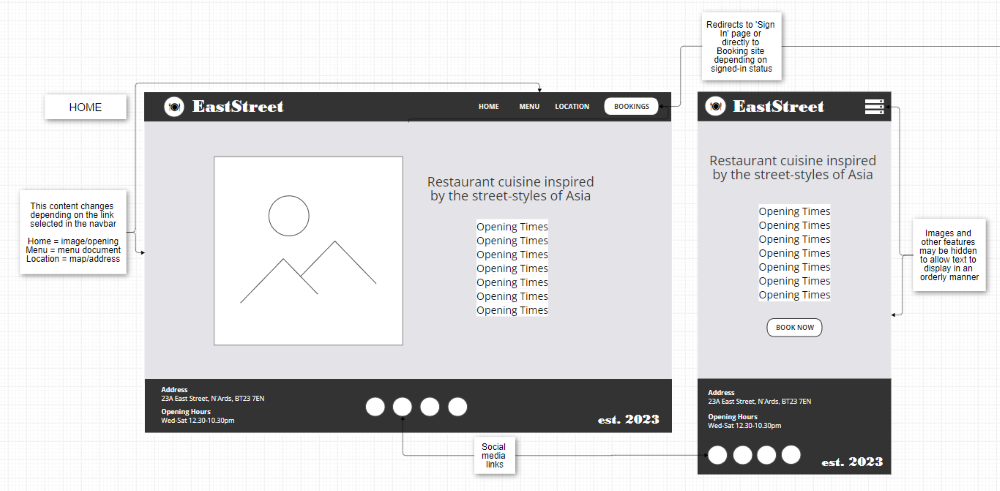 Redirects to 'Sign
In' page or
directly to
Booking site
depending on
signed-in status
HOME
EastStreet
HOME
MENU
LOCATION
BOOKINGS
EastStreet
This content changes
depending on the link
selected in the navbar
Home = image/opening
Menu = menu document
Location = map/address
Restaurant cuisine inspired
by the street-styles of Asia
Opening Times
Opening Times
Opening Times
Opening Times
Opening Times
Opening Times
Opening Times
Restaurant cuisine inspired
by the street-styles of Asia
Opening Times
Opening Times
Opening Times
Opening Times
Opening Times
Opening Times
Opening Times
BOOK NOW
Images and
other features
may be hidden
to allow text to
display in an
orderly manner
Address
23A East Street, N'Ards, BT23 7EN
Opening Hours
Wed-Sat 12.30-10.30pm
est. 2023
Address
23A East Street, N'Ards, BT23 7EN
Opening Hours
Wed-Sat 12.30-10.30pm
est. 2023
Social
media
links